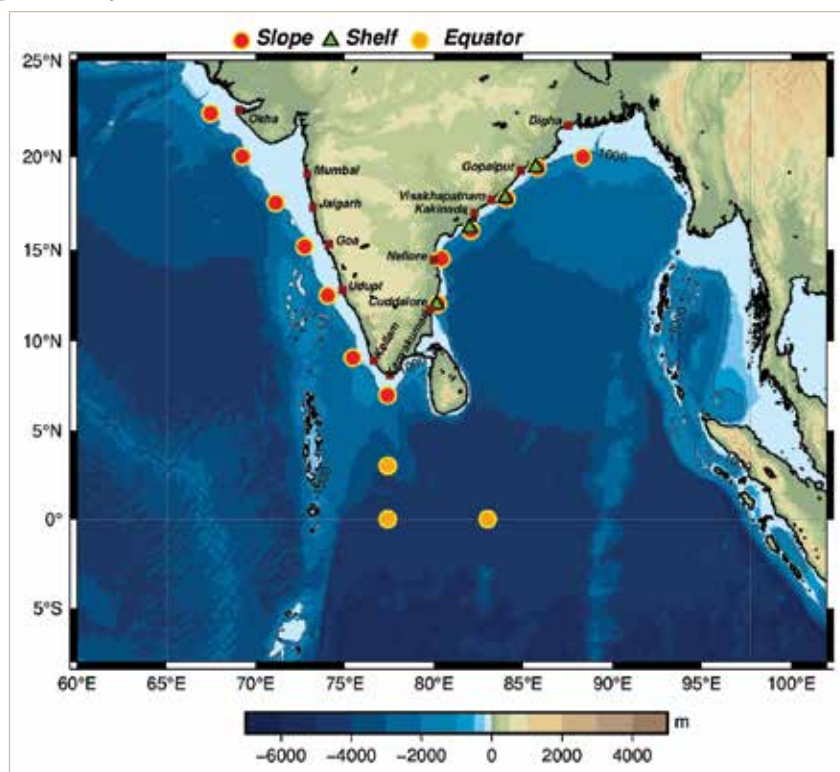 Slope Shelf Equator
25°N
20°N
15°N
10°N
5°N
0°
5°S
Okha
Mumbai
Jaigarh
Goa
Udupi
Kollam
Digha
Gopalpur
Visakhapatnam
Kakinada
Nellore
Cuddalore
1000
60°E 65°E 70°E 75°E 80°E 85°E 90°E 95°E 100°E
m
−6000 −4000 −2000 0 2000 4000